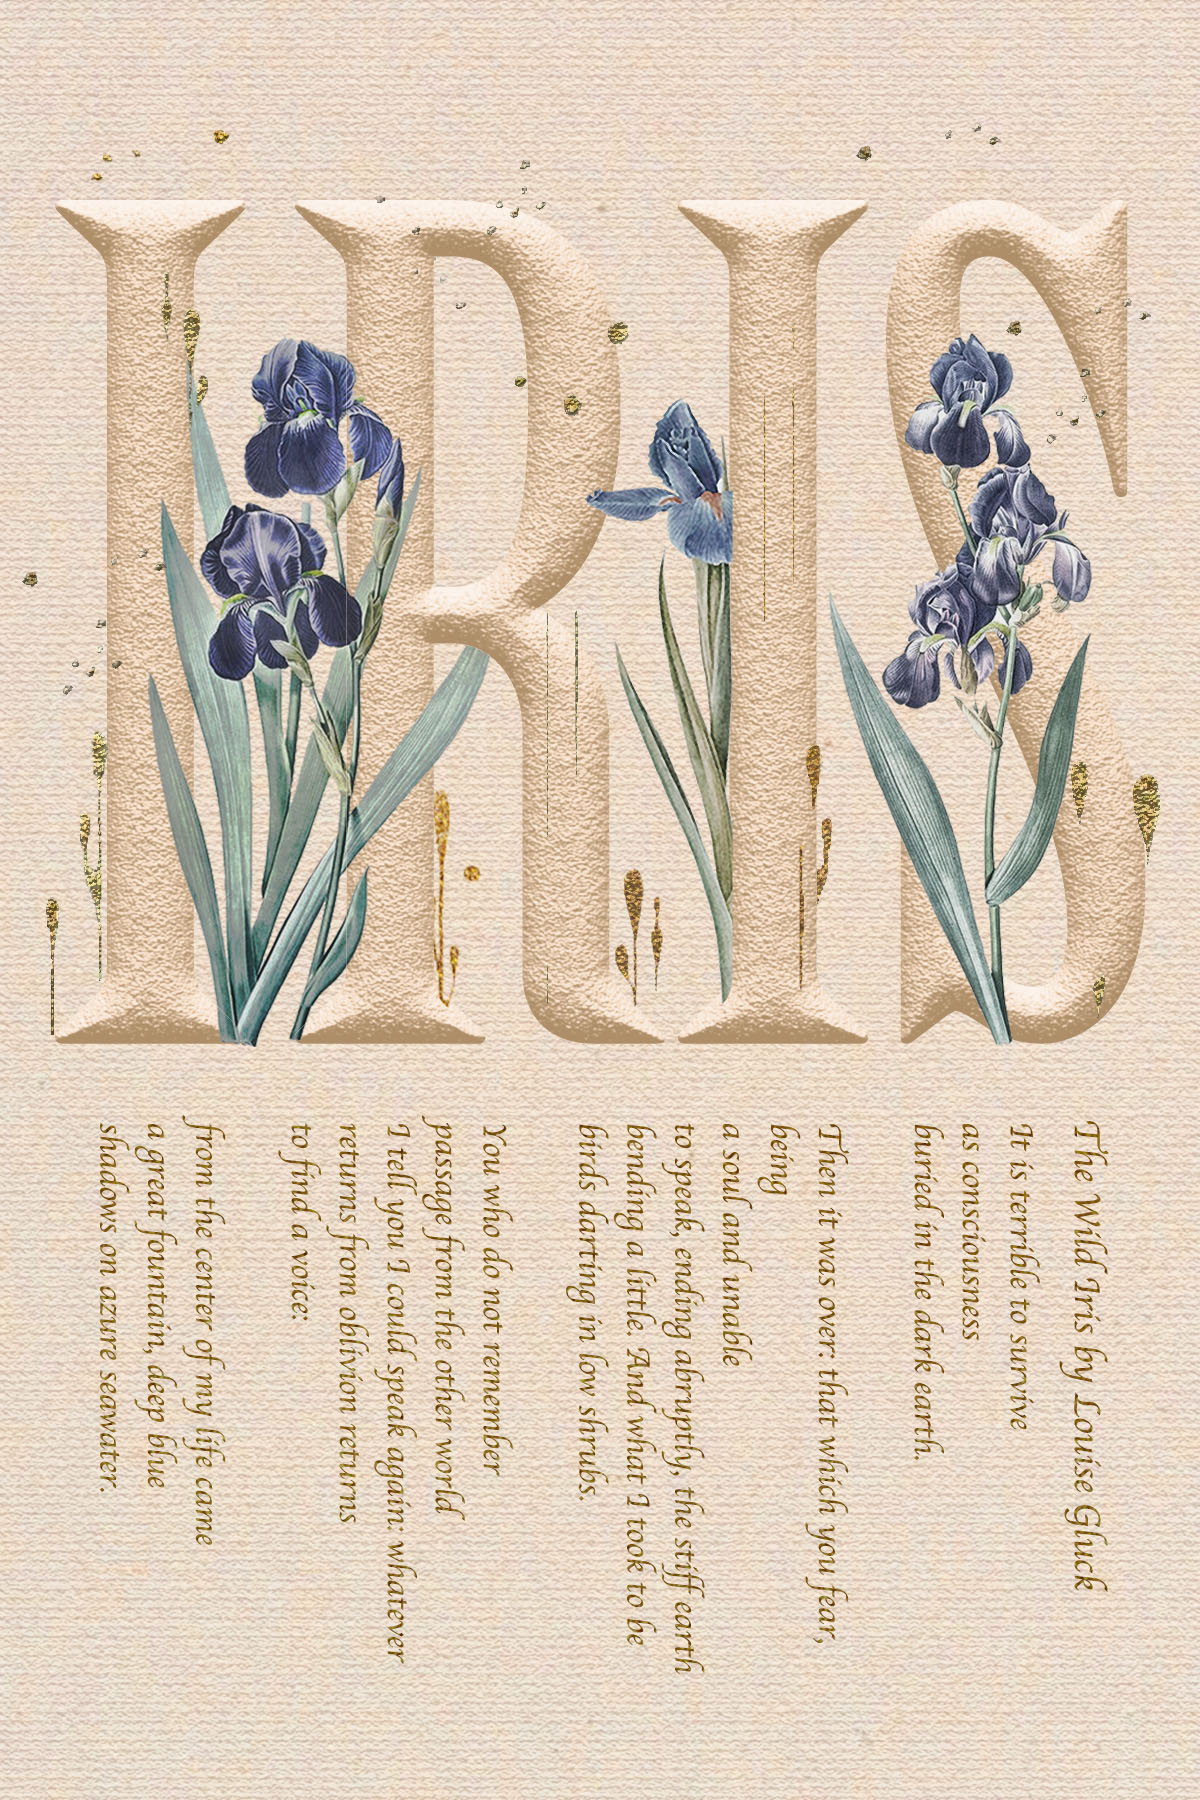 IRIS
The Wild Iris by Louise Gluck
It is terrible to survive
as consciousness
buried in the dark earth.
Then it was over: that which you fear,
being
a soul and unable
to speak, ending abruptly, the stiff earth
bending a little. And what I took to be
birds darting in low shrubs.
You who do not remember
passage from the other world
I tell you I could speak again: whatever
returns from oblivion returns
to find a voice:
from the center of my life came
a great fountain, deep blue
shadows on azure seawater.